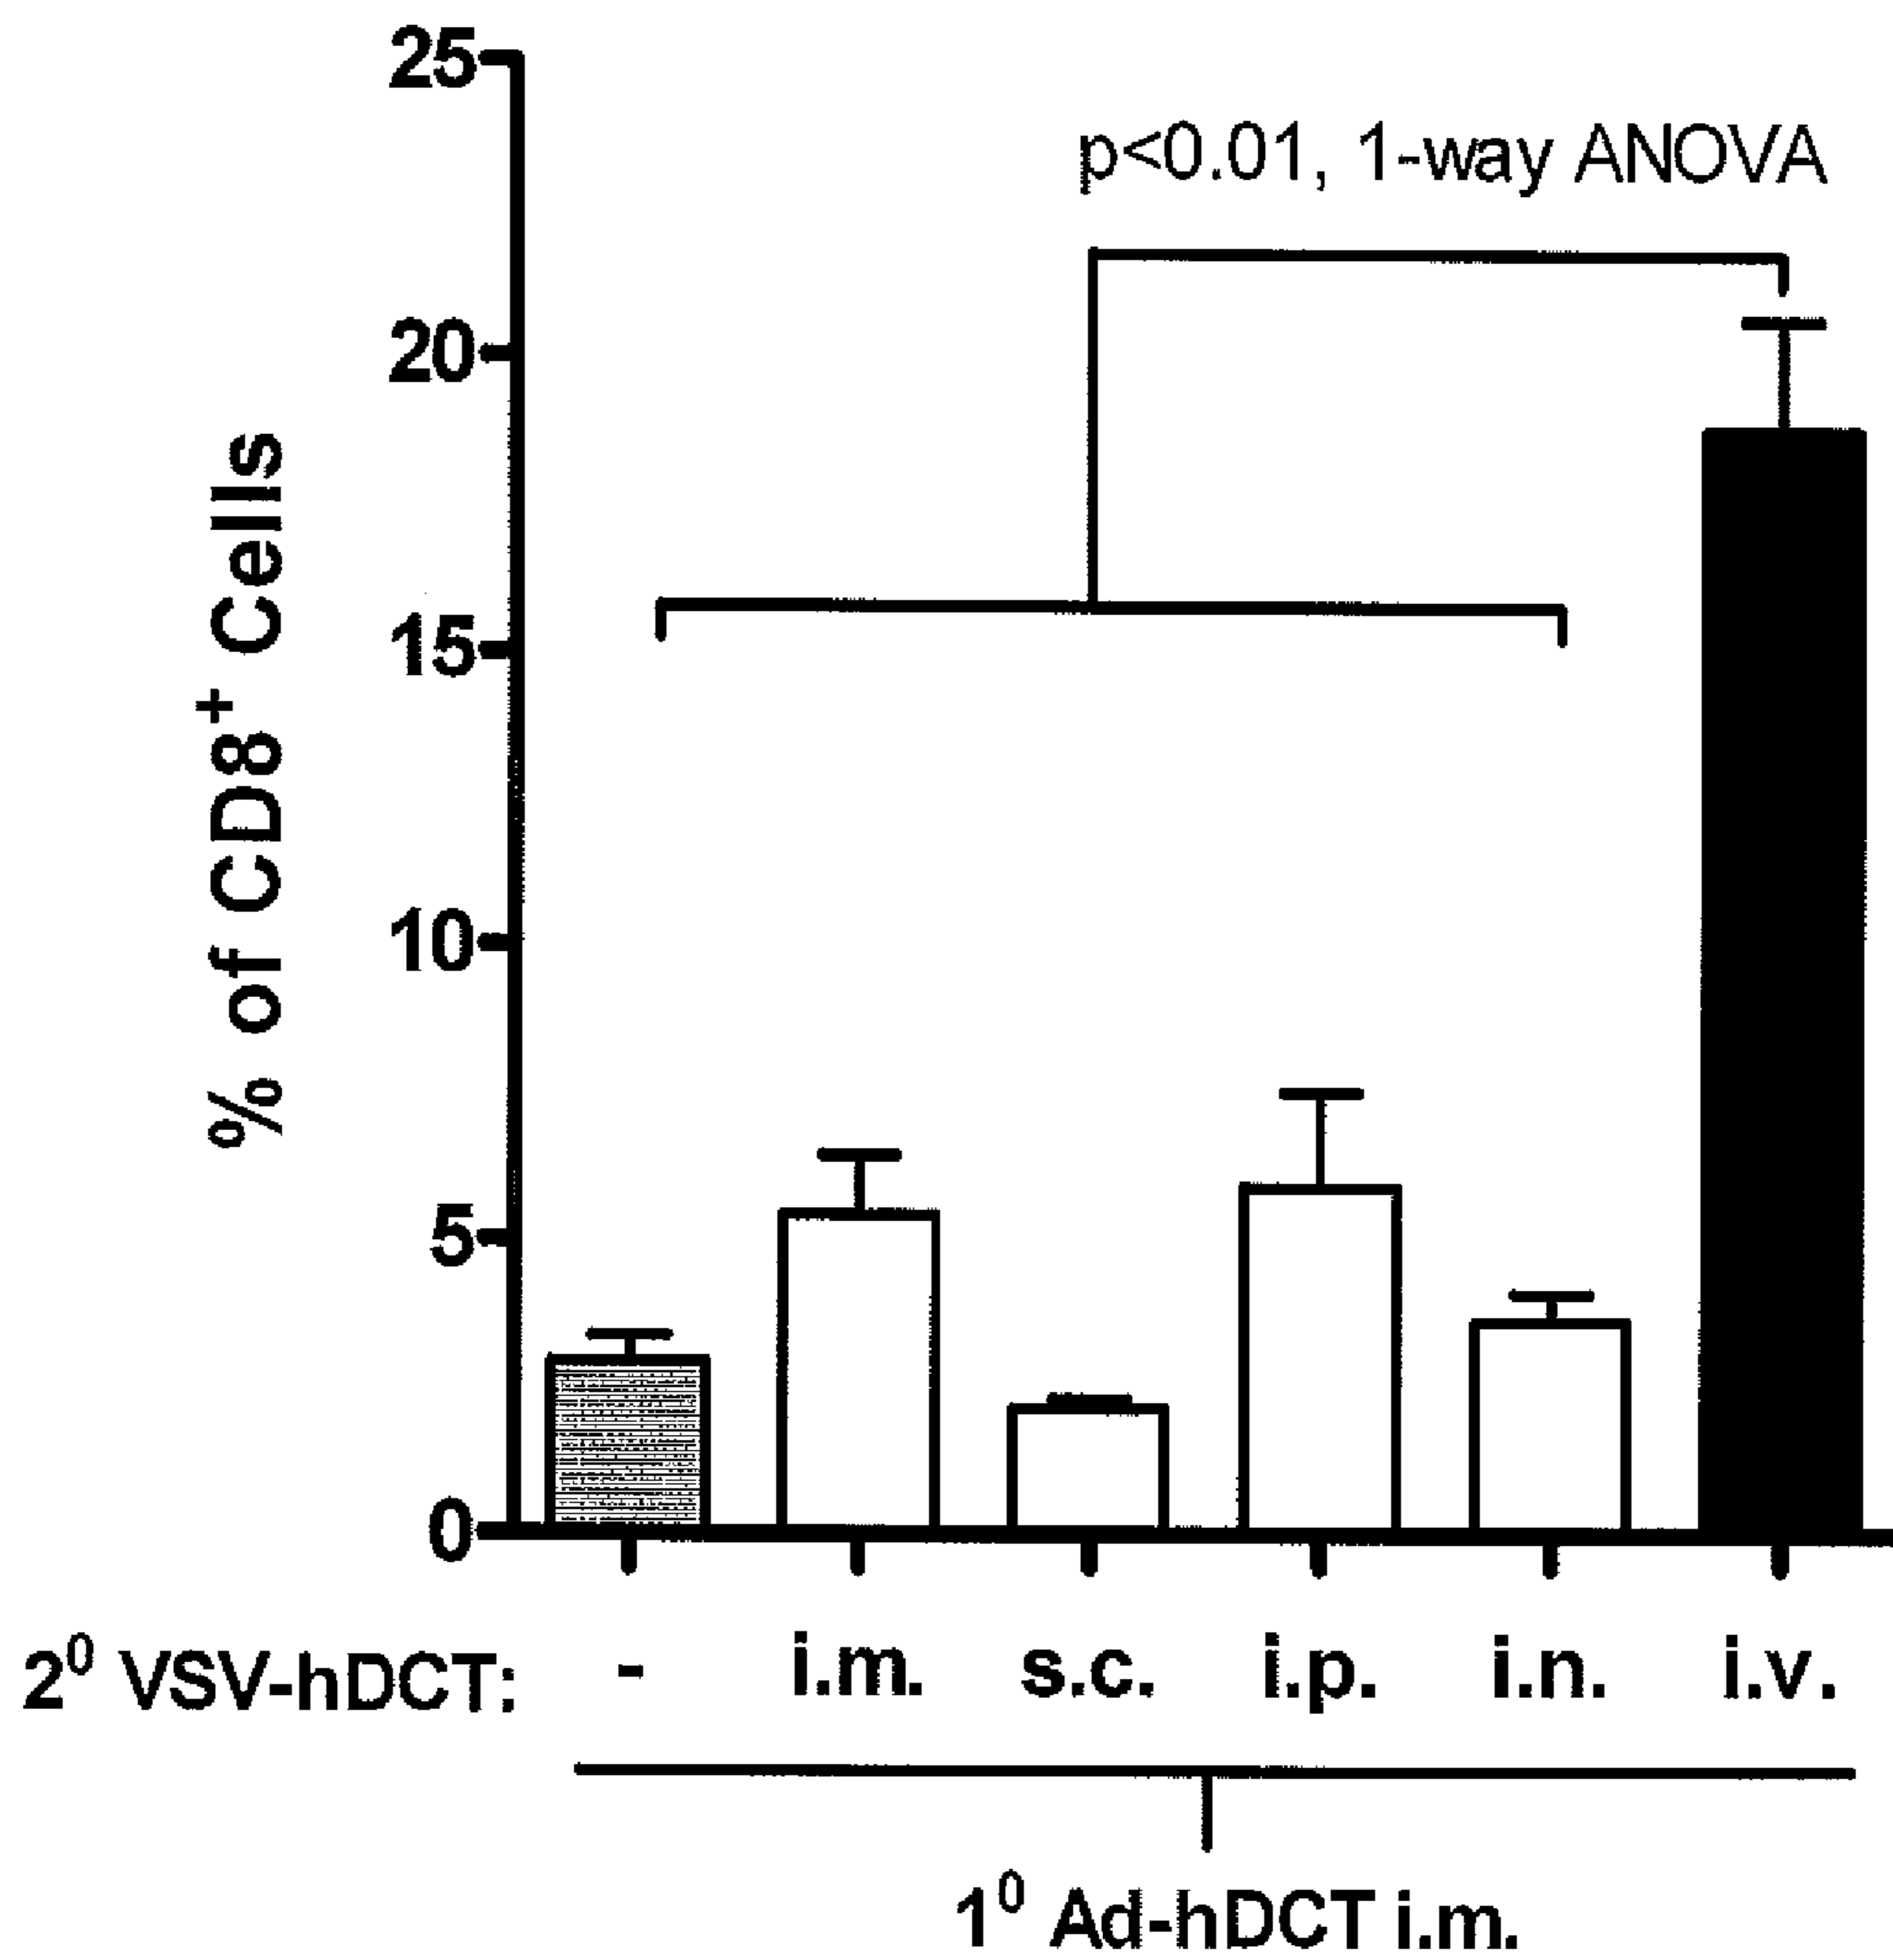 25
p<0.01, 1-way ANOVA
20
15
10
5
0
% of CD8⁺ Cells
2⁰ VSV-hDCT: - i.m. s.c. i.p. i.n. i.v.
1⁰ Ad-hDCT i.m.